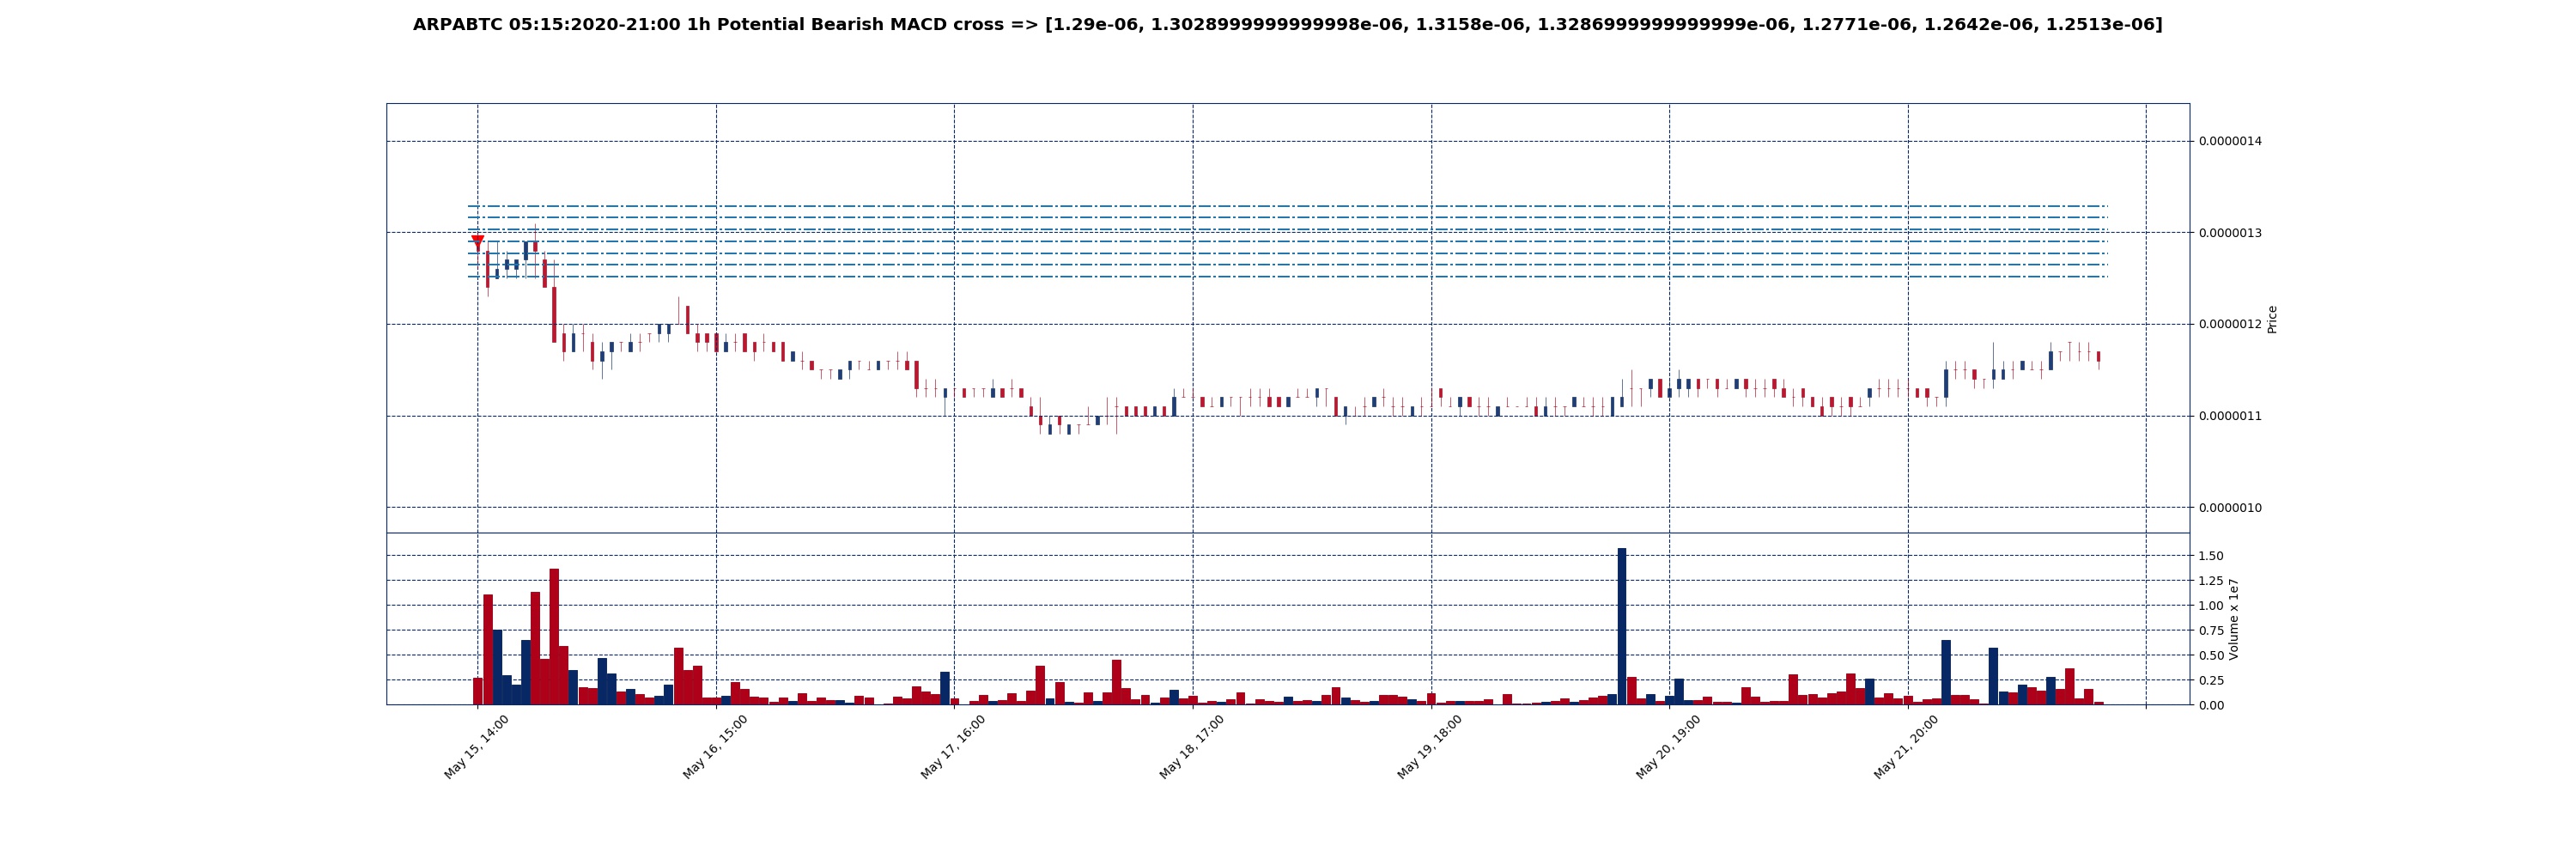 ARPABTC 05:15:2020-21:00 1h Potential Bearish MACD cross => [1.29e-06, 1.3028999999999998e-06, 1.3158e-06, 1.3286999999999999e-06, 1.2771e-06, 1.2642e-06, 1.2513e-06]
0.0000014
0.0000013
0.0000012
0.0000011
0.0000010
Price
1.50
1.25
1.00
0.75
0.50
0.25
0.00
Volume x 1e7
May 15, 14:00
May 16, 15:00
May 17, 16:00
May 18, 17:00
May 19, 18:00
May 20, 19:00
May 21, 20:00